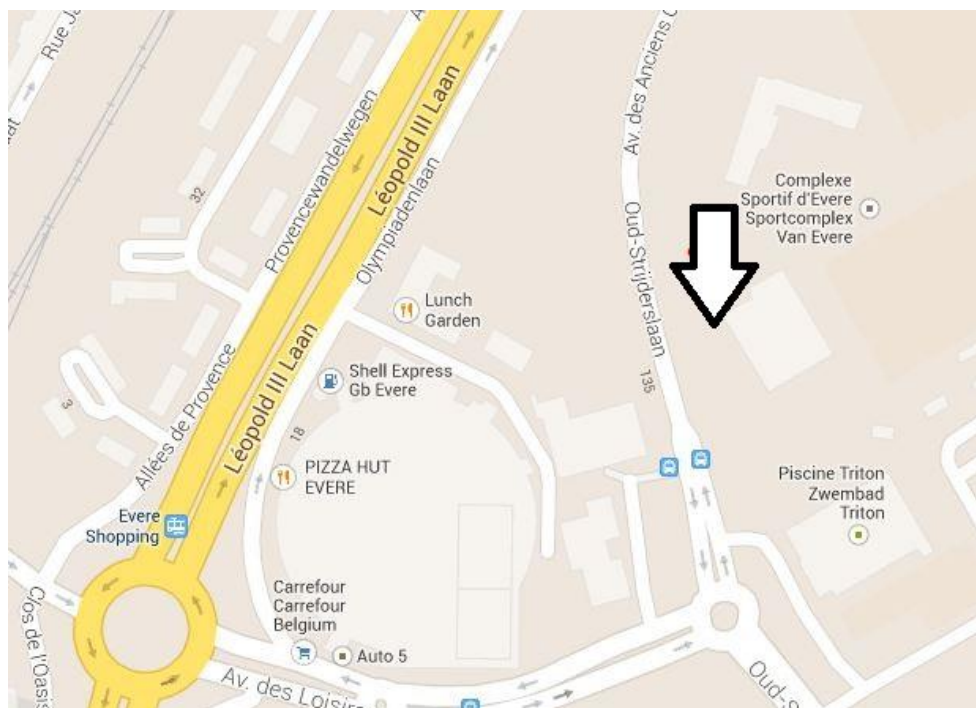 Rue Ja
aat
Provencewandelwegen
Léopold III Laan
Olympiadenlaan
Av. des Anciens C
Complexe
Sportif d'Evere
Sportcomplex
Van Evere
32
Oud-Strijderslaan
Lunch
Garden
135
Shell Express
Gb Evere
3
Allées de Provence
Léopold III Laan
18
PIZZA HUT
EVERE
Piscine Triton
Zwembad
Triton
Evere
Shopping
Carrefour
Carrefour
Belgium
Auto 5
Clos de l'Oasis
Av. des Loisirs
Oud-S